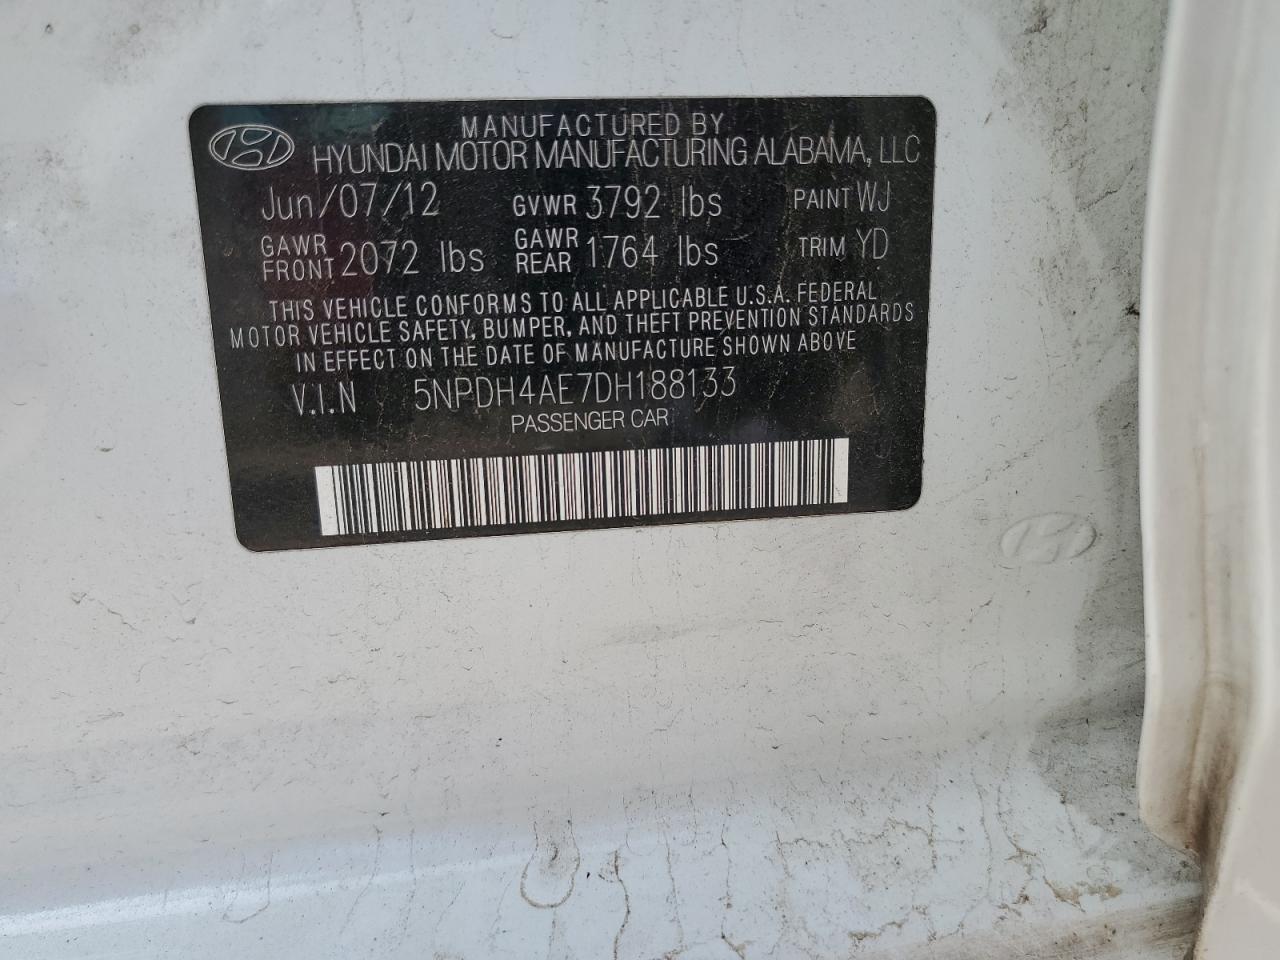 MANUFACTURED BY
HYUNDAI MOTOR MANUFACTURING ALABAMA, LLC
Jun/07/12 GVWR 3792 lbs PAINT WJ
GAWR FRONT 2072 lbs GAWR REAR 1764 lbs TRIM YD
THIS VEHICLE CONFORMS TO ALL APPLICABLE U.S.A. FEDERAL
MOTOR VEHICLE SAFETY, BUMPER, AND THEFT PREVENTION STANDARDS
IN EFFECT ON THE DATE OF MANUFACTURE SHOWN ABOVE
V.I.N 5NPDH4AE7DH188133
PASSENGER CAR